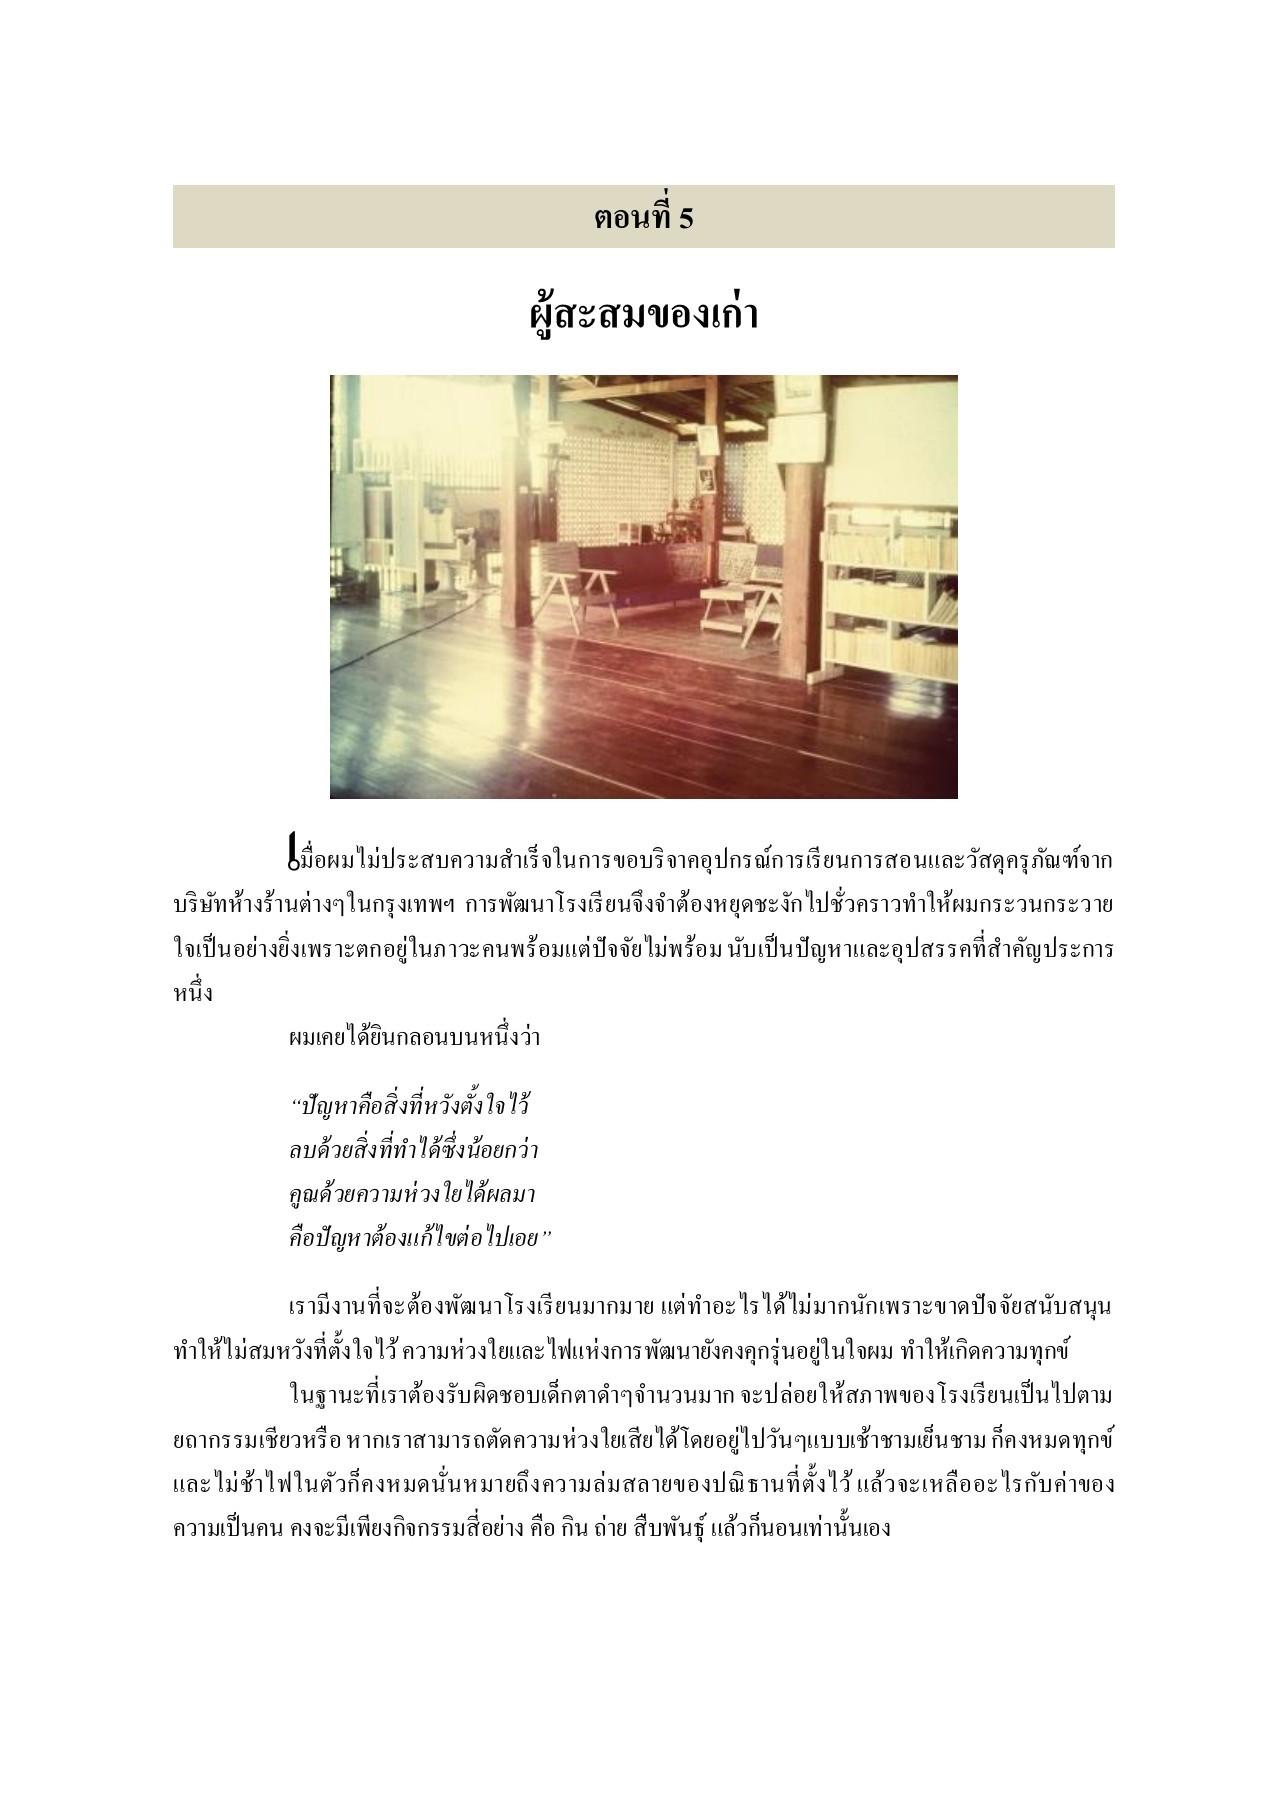 ตอนที่ 5
ผู้สะสมของเก่า
เมื่อผมไม่ประสบความสำเร็จในการขอบริจาคอุปกรณ์การเรียนการสอนและวัสดุครุภัณฑ์จาก
บริษัทห้างร้านต่างๆในกรุงเทพฯ การพัฒนาโรงเรียนจึงจำต้องหยุดชะงักไปชั่วคราวทำให้ผมกระวนกระวาย
ใจเป็นอย่างยิ่งเพราะตกอยู่ในภาวะคนพร้อมแต่ปัจจัยไม่พร้อม นับเป็นปัญหาและอุปสรรคที่สำคัญประการ
หนึ่ง
ผมเคยได้ยินกลอนบนหนึ่งว่า
“ปัญหาคือสิ่งที่หวังตั้งใจไว้
ลบด้วยสิ่งที่ทำได้ซึ่งน้อยกว่า
คูณด้วยความห่วงใยได้ผลมา
คือปัญหาต้องแก้ไขต่อไปเอย”
เรามีงานที่จะต้องพัฒนาโรงเรียนมากมาย แต่ทำอะไรได้ไม่มากนักเพราะขาดปัจจัยสนับสนุน
ทำให้ไม่สมหวังที่ตั้งใจไว้ ความห่วงใยและไฟแห่งการพัฒนายังคงคุกรุ่นอยู่ในใจผม ทำให้เกิดความทุกข์
ในฐานะที่เราต้องรับผิดชอบเด็กตาดำๆจำนวนมาก จะปล่อยให้สภาพของโรงเรียนเป็นไปตาม
ยถากรรมเชียวหรือ หากเราสามารถตัดความห่วงใยเสียได้โดยอยู่ไปวันๆแบบเช้าชามเย็นชาม ก็คงหมดทุกข์
และไม่ช้าไฟในตัวก็คงหมดนั่นหมายถึงความล่มสลายของปณิธานที่ตั้งไว้ แล้วจะเหลืออะไรกับค่าของ
ความเป็นคน คงจะมีเพียงกิจกรรมสี่อย่าง คือ กิน ถ่าย สืบพันธุ์ แล้วก็นอนเท่านั้นเอง